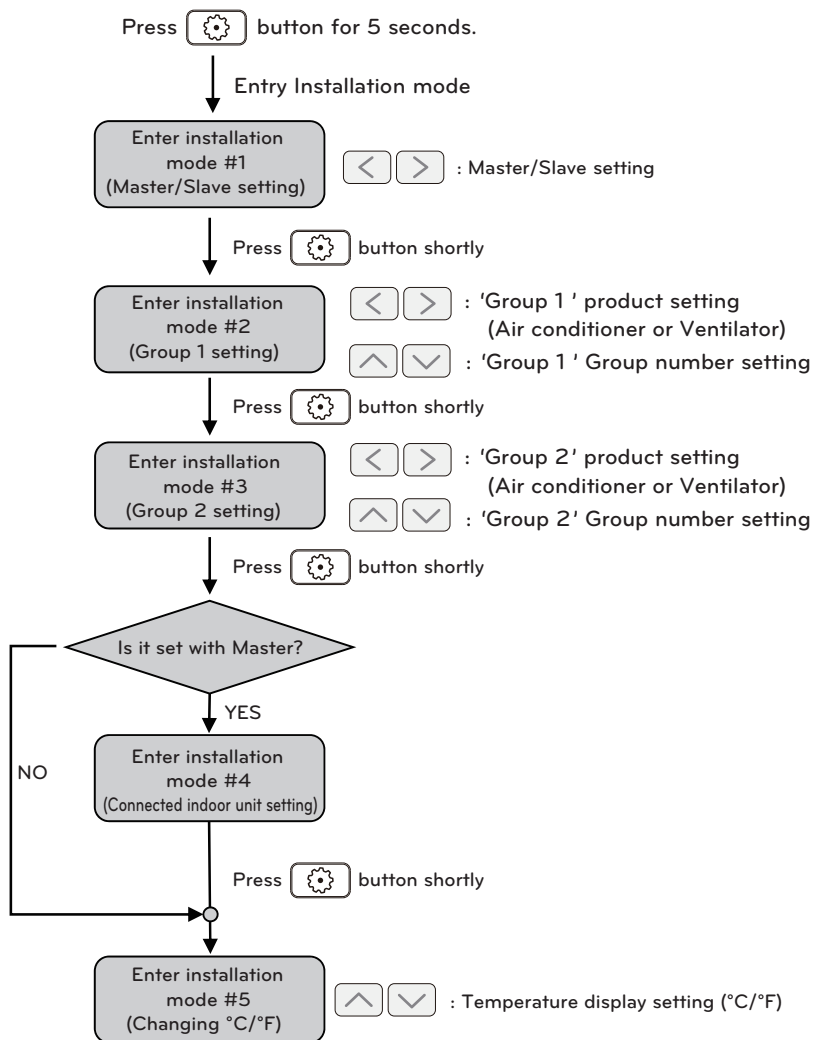 Press button for 5 seconds.
Entry Installation mode
Enter installation
mode #1
(Master/Slave setting)
: Master/Slave setting
Press button shortly
Enter installation
mode #2
(Group 1 setting)
: 'Group 1 ' product setting
(Air conditioner or Ventilator)
: 'Group 1 ' Group number setting
Press button shortly
Enter installation
mode #3
(Group 2 setting)
: 'Group 2' product setting
(Air conditioner or Ventilator)
: 'Group 2' Group number setting
Press button shortly
Is it set with Master?
YES
NO
Enter installation
mode #4
(Connected indoor unit setting)
Press button shortly
Enter installation
mode #5
(Changing °C/°F)
: Temperature display setting (°C/°F)